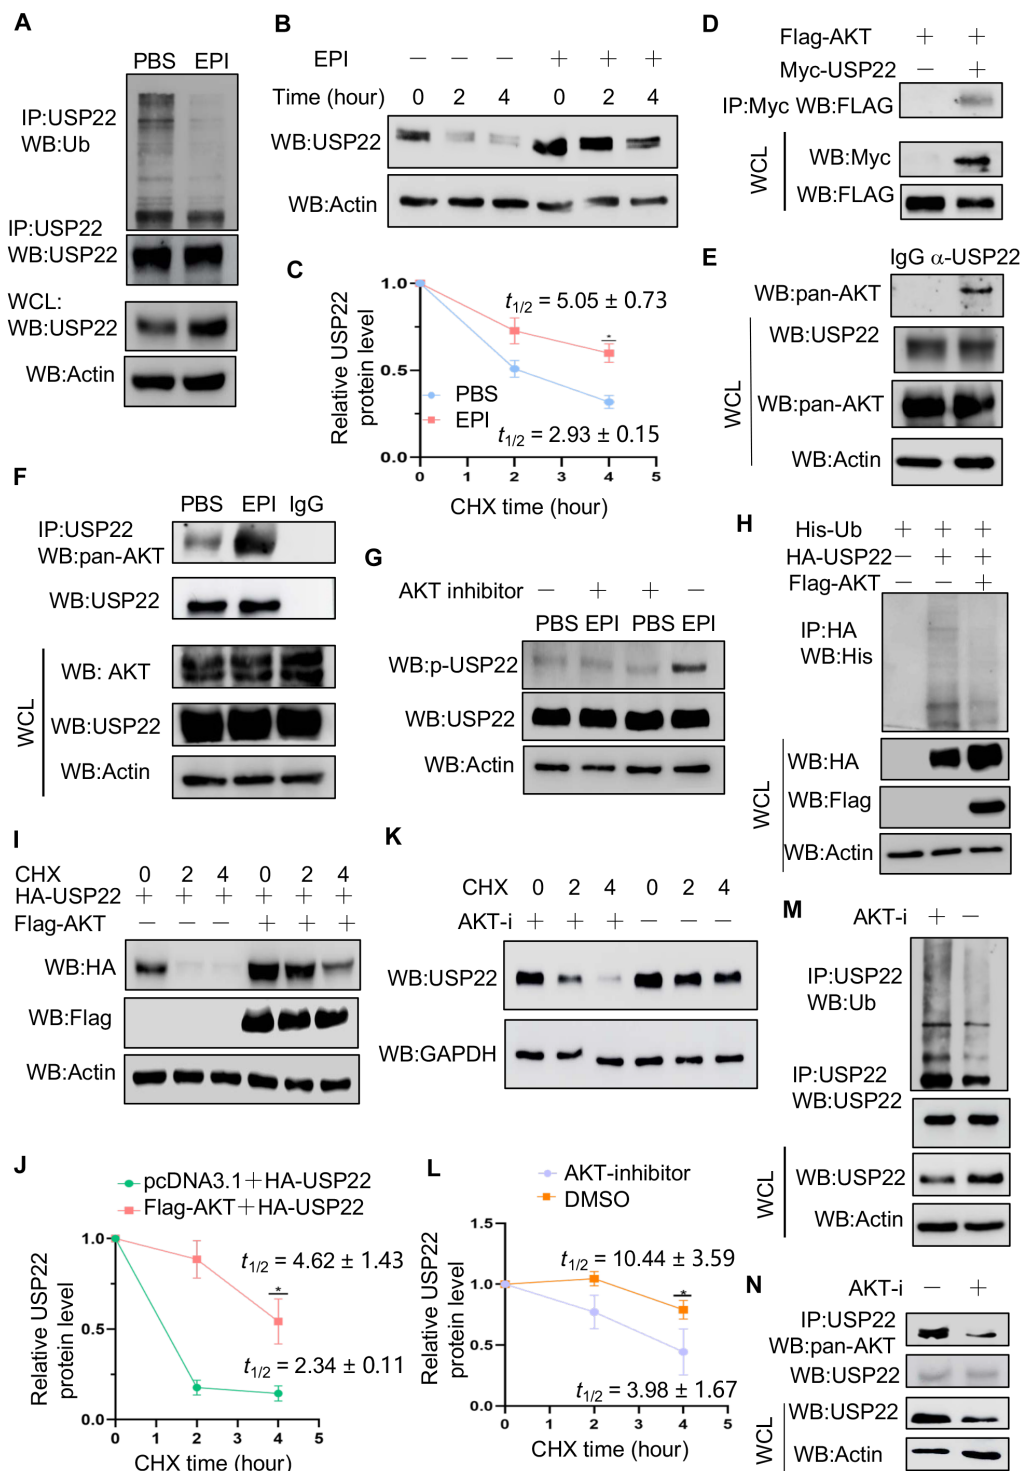 A
PBS EPI
IP:USP22
WB:Ub
IP:USP22
WB:USP22
WCL:
WB:USP22
WB:Actin
B
EPI — — — + + +
Time (hour) 0 2 4 0 2 4
WB:USP22
WB:Actin
C
Relative USP22
protein level
1.0
0.5
0.0
t1/2 = 5.05 ± 0.73
*
PBS
EPI
t1/2 = 2.93 ± 0.15
0 1 2 3 4 5
CHX time (hour)
D
Flag-AKT + +
Myc-USP22 — +
IP:Myc WB:FLAG
WCL
WB:Myc
WB:FLAG
E
IgG α-USP22
WB:pan-AKT
WCL
WB:USP22
WB:pan-AKT
WB:Actin
F
PBS EPI IgG
IP:USP22
WB:pan-AKT
WB:USP22
WCL
WB: AKT
WB:USP22
WB:Actin
G
AKT inhibitor — + + —
PBS EPI PBS EPI
WB:p-USP22
WB:USP22
WB:Actin
H
His-Ub + + +
HA-USP22 — + +
Flag-AKT — — +
IP:HA
WB:His
WCL
WB:HA
WB:Flag
WB:Actin
I
CHX 0 2 4 0 2 4
HA-USP22 + + + + + +
Flag-AKT — — — + + +
WB:HA
WB:Flag
WB:Actin
J
pcDNA3.1+HA-USP22
Flag-AKT+HA-USP22
Relative USP22
protein level
1.0
0.5
0.0
t1/2 = 4.62 ± 1.43
*
t1/2 = 2.34 ± 0.11
0 1 2 3 4 5
CHX time (hour)
K
CHX 0 2 4 0 2 4
AKT-i + + + — — —
WB:USP22
WB:GAPDH
L
AKT-inhibitor
DMSO
Relative USP22
protein level
1.5
1.0
0.5
0.0
t1/2 = 10.44 ± 3.59
*
t1/2 = 3.98 ± 1.67
0 1 2 3 4 5
CHX time (hour)
M
AKT-i + —
IP:USP22
WB:Ub
IP:USP22
WB:USP22
WCL
WB:USP22
WB:Actin
N
AKT-i — +
IP:USP22
WB:pan-AKT
WB:USP22
WCL
WB:USP22
WB:Actin